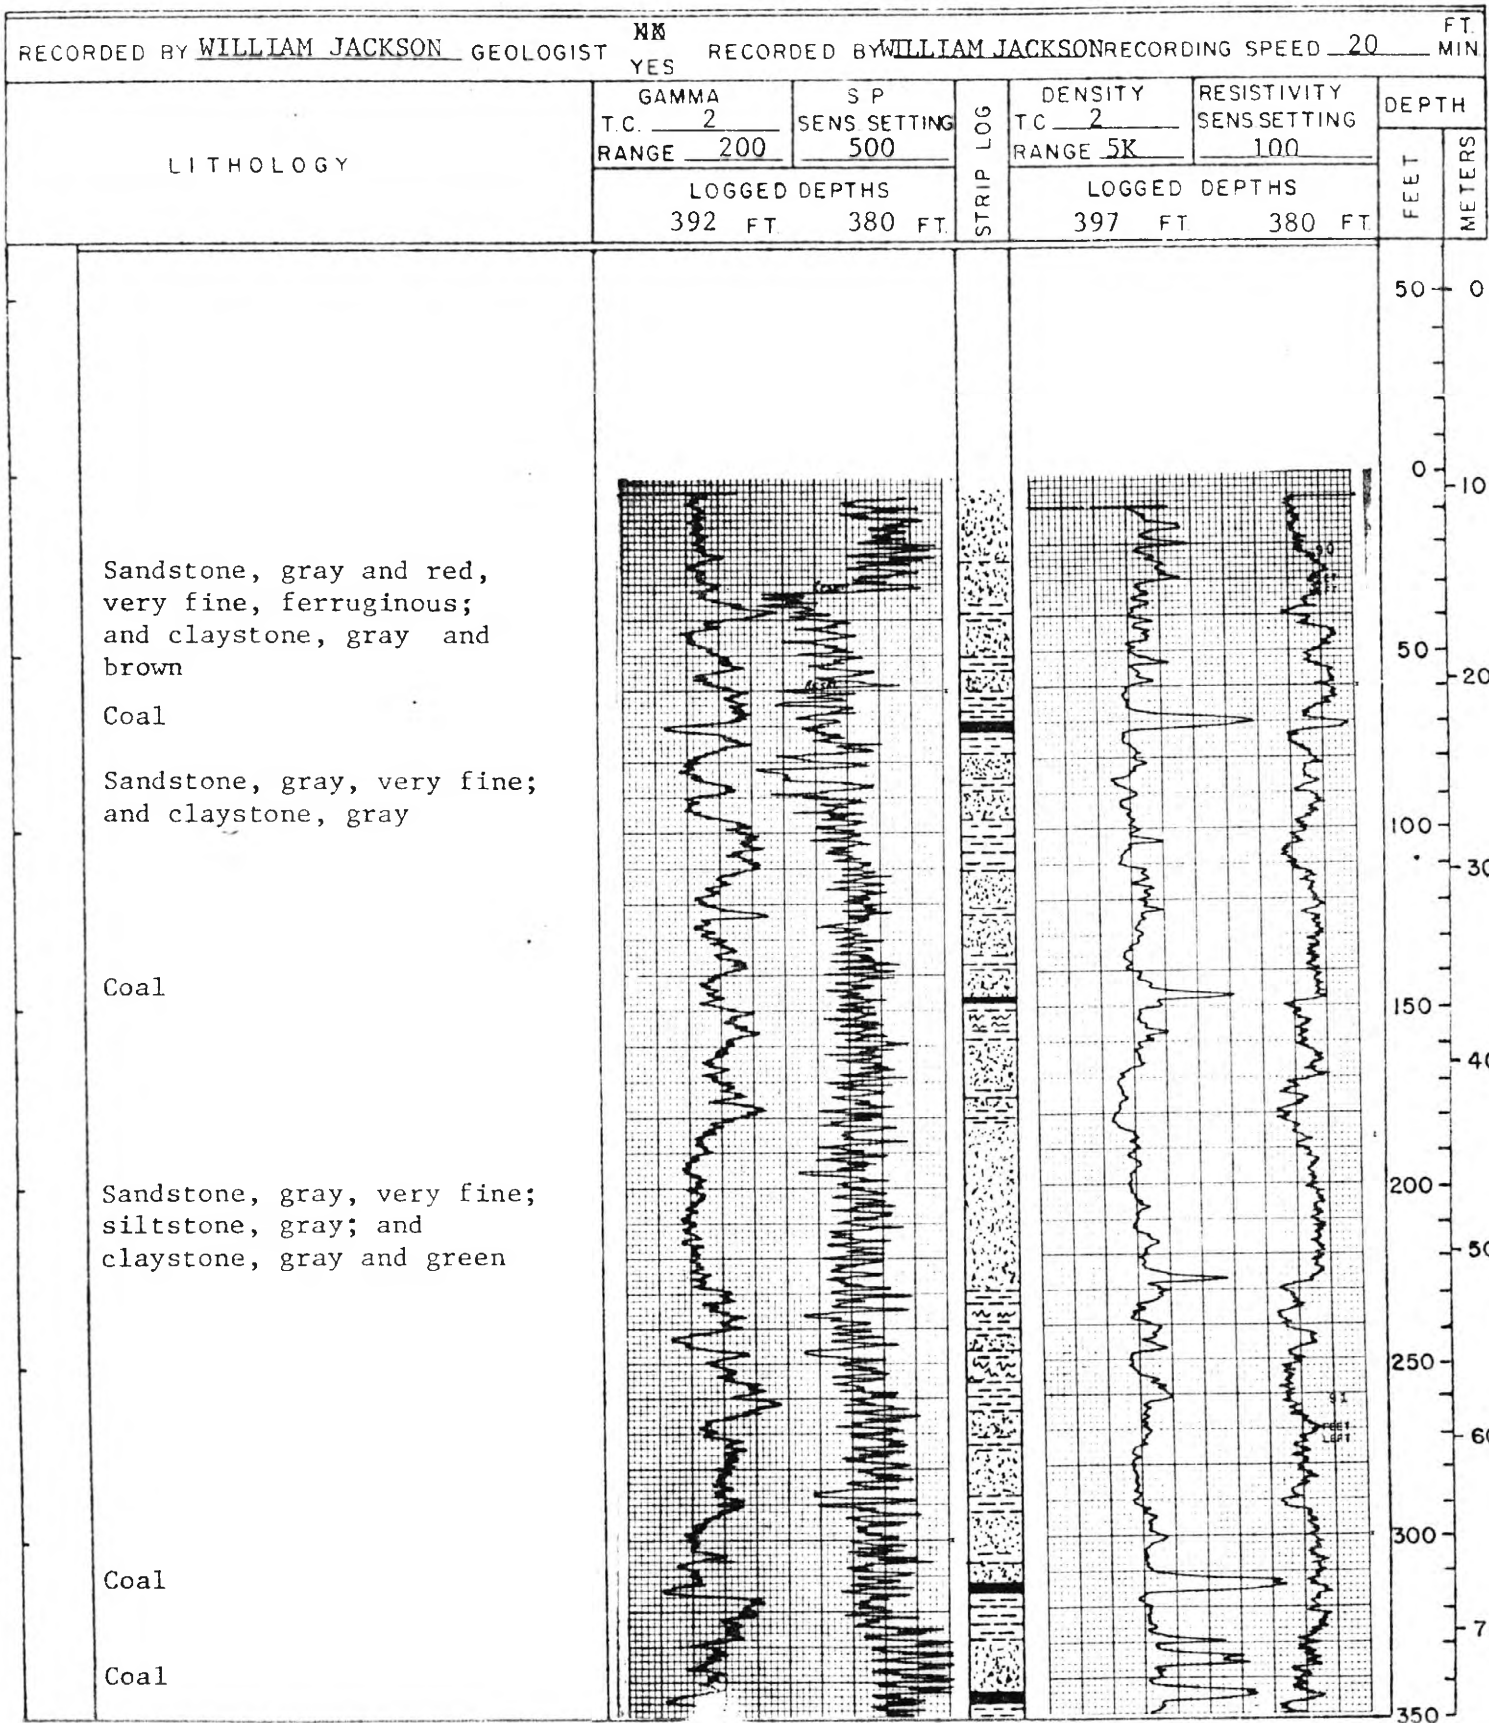 RECORDED BY WILLIAM JACKSON GEOLOGIST YES RECORDED BY WILLIAM JACKSON RECORDING SPEED 20 FT. MIN
LITHOLOGY
GAMMA
T.C. 2
RANGE 200
S P
SENS. SETTING
500
LOGGED DEPTHS
392 FT. 380 FT.
STRIP LOG
DENSITY
T.C 2
RANGE 5K
RESISTIVITY
SENS. SETTING
100
LOGGED DEPTHS
397 FT. 380 FT.
DEPTH
FEET
METERS
50 0
0
10
Sandstone, gray and red,
very fine, ferruginous;
and claystone, gray and
brown
50
20
Coal
Sandstone, gray, very fine;
and claystone, gray
100
30
Coal
150
40
200
Sandstone, gray, very fine;
siltstone, gray; and
claystone, gray and green
50
250
FEET
LEFT
60
300
Coal
7
Coal
350